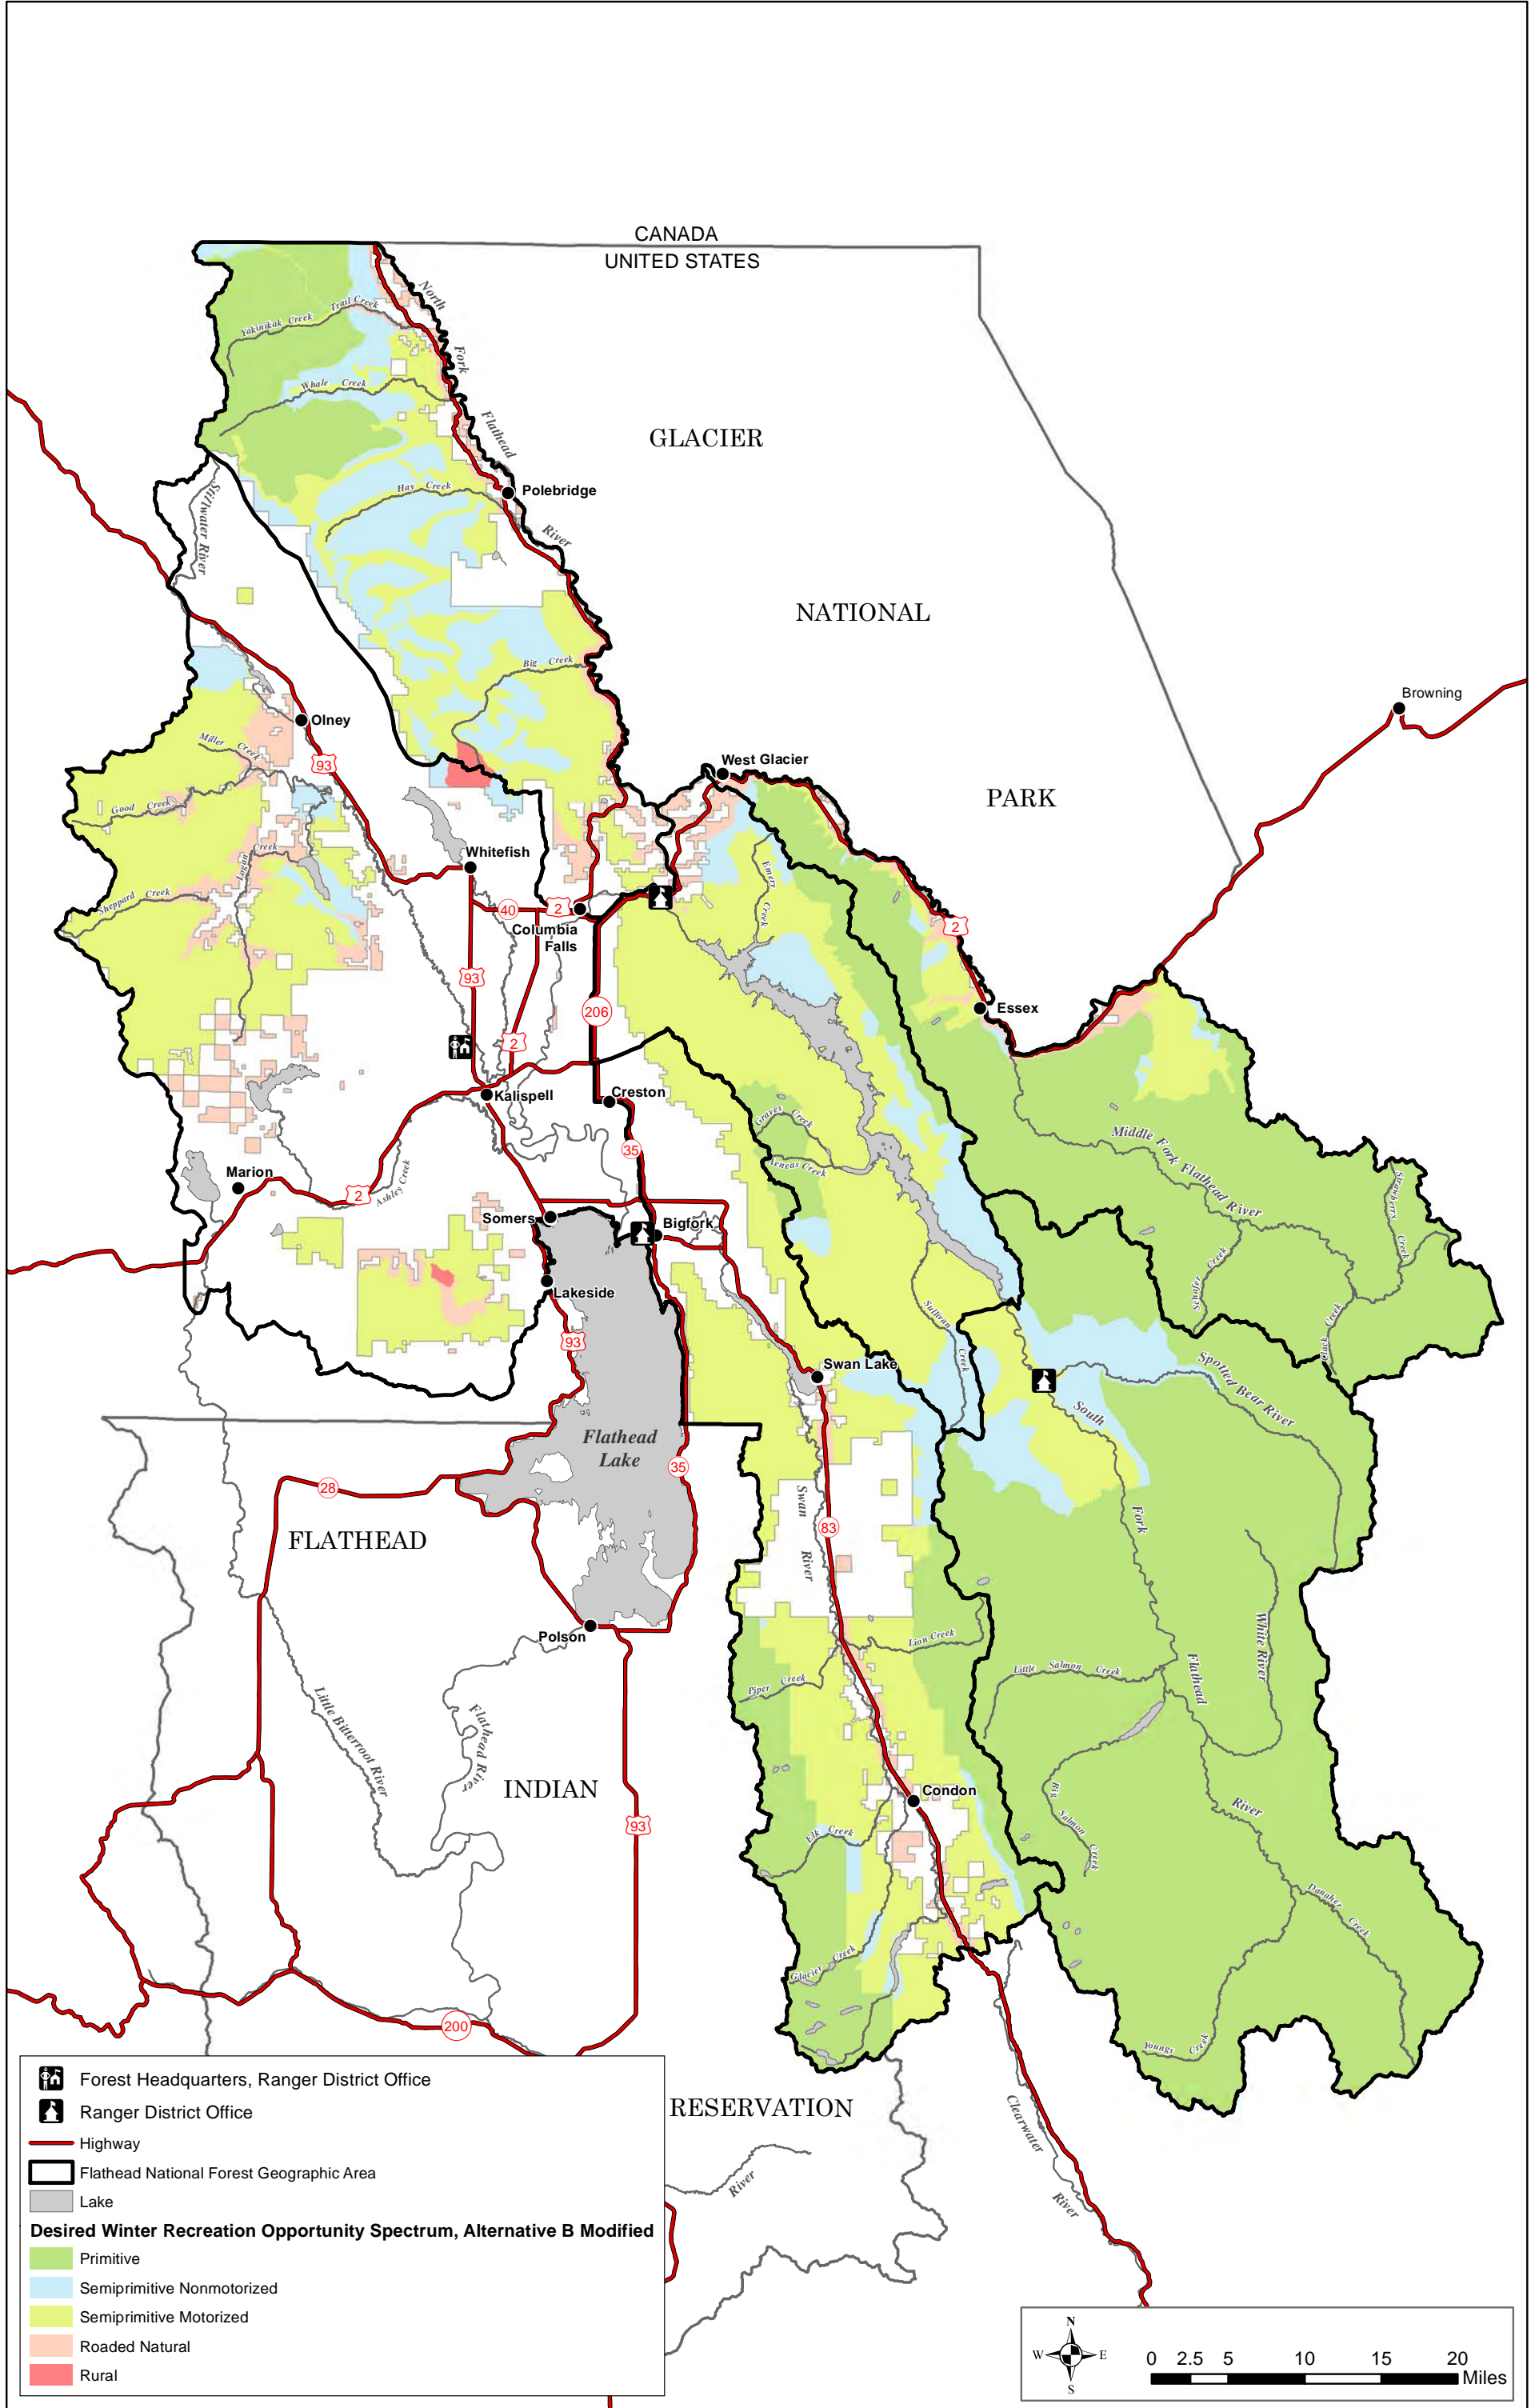 CANADA
UNITED STATES
North
Fork
Flathead
River
Yakinikak Creek
Trail Creek
Whale Creek
GLACIER
Hay Creek
Polebridge
Stillwater River
NATIONAL
Big Creek
Browning
Olney
Miller Creek
93
West Glacier
PARK
Good Creek
Whitefish
Logan Creek
Emery Creek
Sheppard Creek
40
2
Columbia
Falls
2
93
206
Essex
2
Kalispell
Creston
Graves Creek
35
Middle Fork Flathead River
Aeneas Creek
Strawberry Creek
Marion
2
Ashley Creek
Somers
Bigfork
Schafer Creek
Lakeside
Sullivan Creek
Clack Creek
93
Swan Lake
Spotted Bear River
South
Fork
Flathead
River
Flathead
Lake
35
28
Swan
River
83
FLATHEAD
White River
Polson
Lion Creek
Little Salmon Creek
Piper Creek
Little Bitterroot River
Flathead River
INDIAN
Condon
Big Salmon Creek
93
Elk Creek
Danaher Creek
Glacier Creek
200
Youngs Creek
Clearwater
River
RESERVATION
River
Forest Headquarters, Ranger District Office
Ranger District Office
Highway
Flathead National Forest Geographic Area
Lake
Desired Winter Recreation Opportunity Spectrum, Alternative B Modified
Primitive
Semiprimitive Nonmotorized
Semiprimitive Motorized
Roaded Natural
Rural
N
W E
S
0 2.5 5 10 15 20
Miles